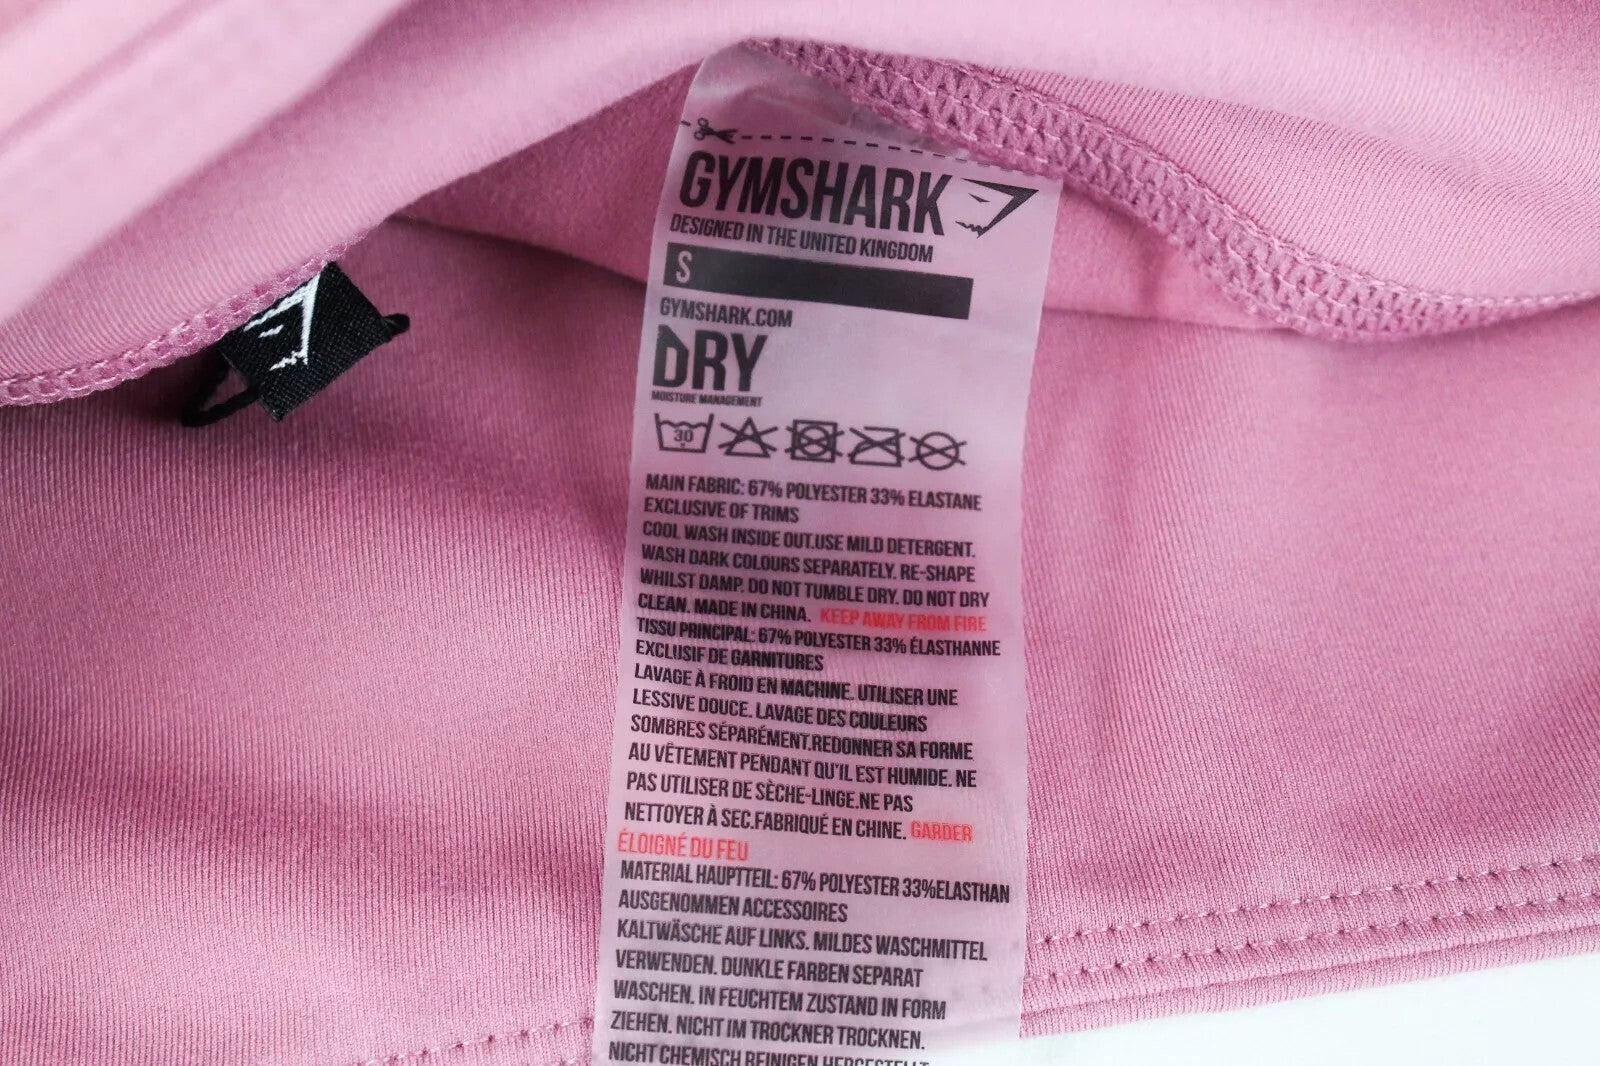 GYMSHARK
DESIGNED IN THE UNITED KINGDOM
S
GYMSHARK.COM
DRY
MOISTURE MANAGEMENT
30
MAIN FABRIC: 67% POLYESTER 33% ELASTANE
EXCLUSIVE OF TRIMS
COOL WASH INSIDE OUT.USE MILD DETERGENT.
WASH DARK COLOURS SEPARATELY. RE-SHAPE
WHILST DAMP. DO NOT TUMBLE DRY. DO NOT DRY
CLEAN. MADE IN CHINA. KEEP AWAY FROM FIRE
TISSU PRINCIPAL: 67% POLYESTER 33% ÉLASTHANNE
EXCLUSIF DE GARNITURES
LAVAGE À FROID EN MACHINE. UTILISER UNE
LESSIVE DOUCE. LAVAGE DES COULEURS
SOMBRES SÉPARÉMENT.REDONNER SA FORME
AU VÊTEMENT PENDANT QU'IL EST HUMIDE. NE
PAS UTILISER DE SÈCHE-LINGE.NE PAS
NETTOYER À SEC.FABRIQUÉ EN CHINE. GARDER
ÉLOIGNÉ DU FEU
MATERIAL HAUPTTEIL: 67% POLYESTER 33%ELASTHAN
AUSGENOMMEN ACCESSOIRES
KALTWÄSCHE AUF LINKS. MILDES WASCHMITTEL
VERWENDEN. DUNKLE FARBEN SEPARAT
WASCHEN. IN FEUCHTEM ZUSTAND IN FORM
ZIEHEN. NICHT IM TROCKNER TROCKNEN.
NICHT CHEMISCH REINIGEN HERGESTELLT